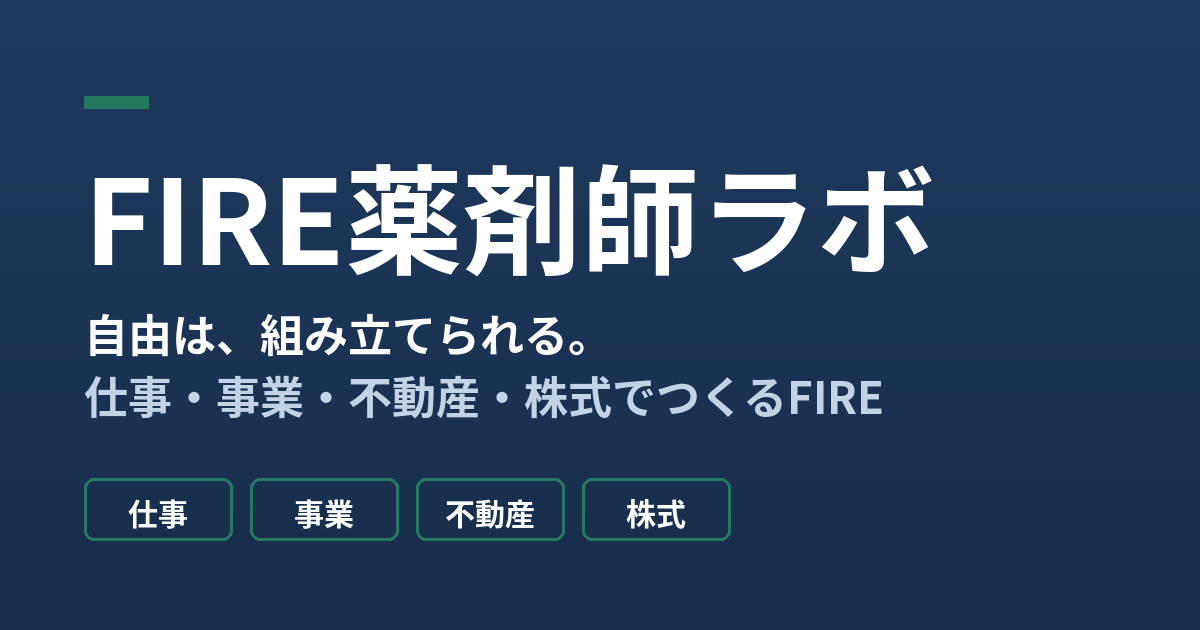 FIRE薬剤師ラボ
自由は、組み立てられる。
仕事・事業・不動産・株式でつくるFIRE
仕事 事業 不動産 株式